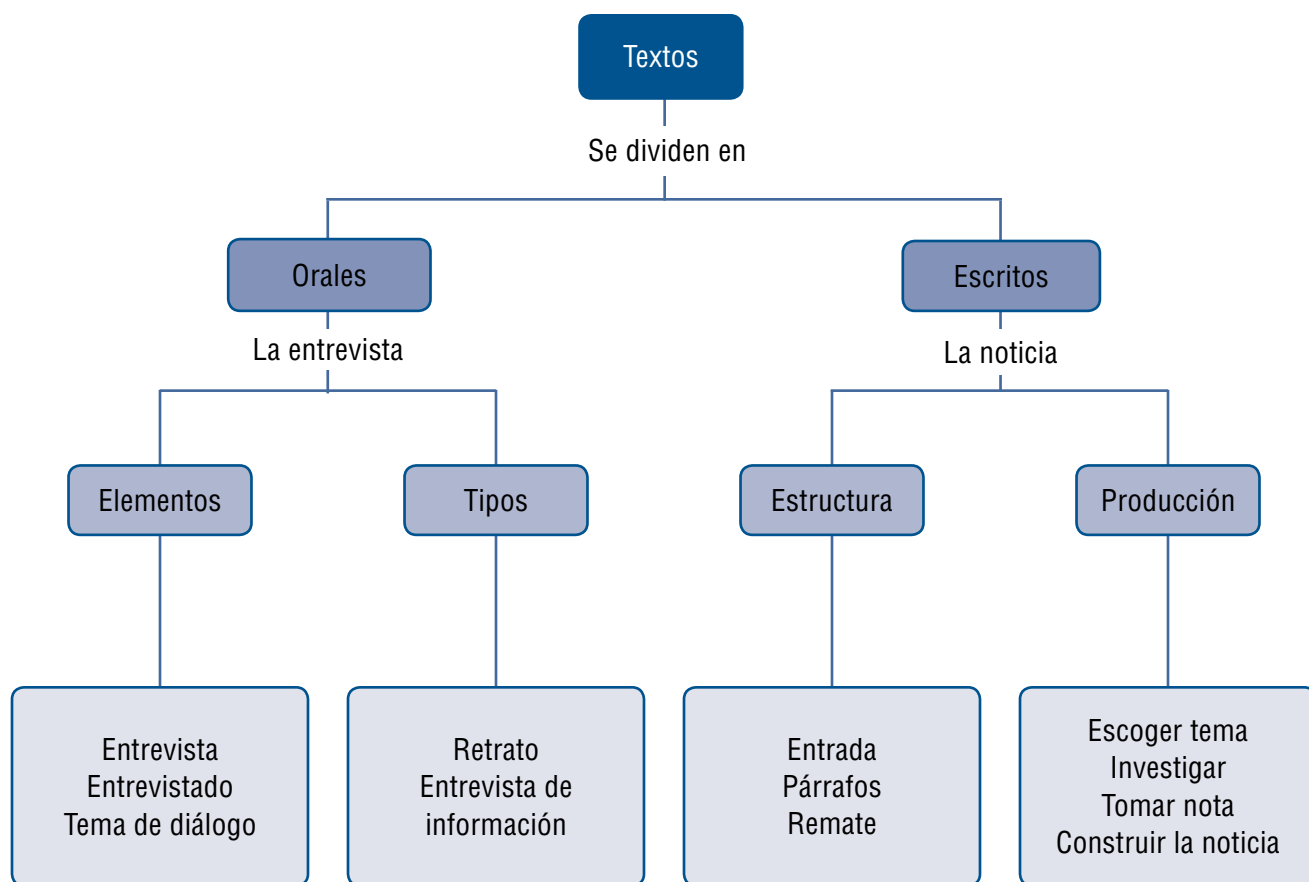 Textos
Se dividen en
Orales
Escritos
La entrevista
La noticia
Elementos
Tipos
Estructura
Producción
Entrevista
Entrevistado
Tema de diálogo
Retrato
Entrevista de
información
Entrada
Párrafos
Remate
Escoger tema
Investigar
Tomar nota
Construir la noticia